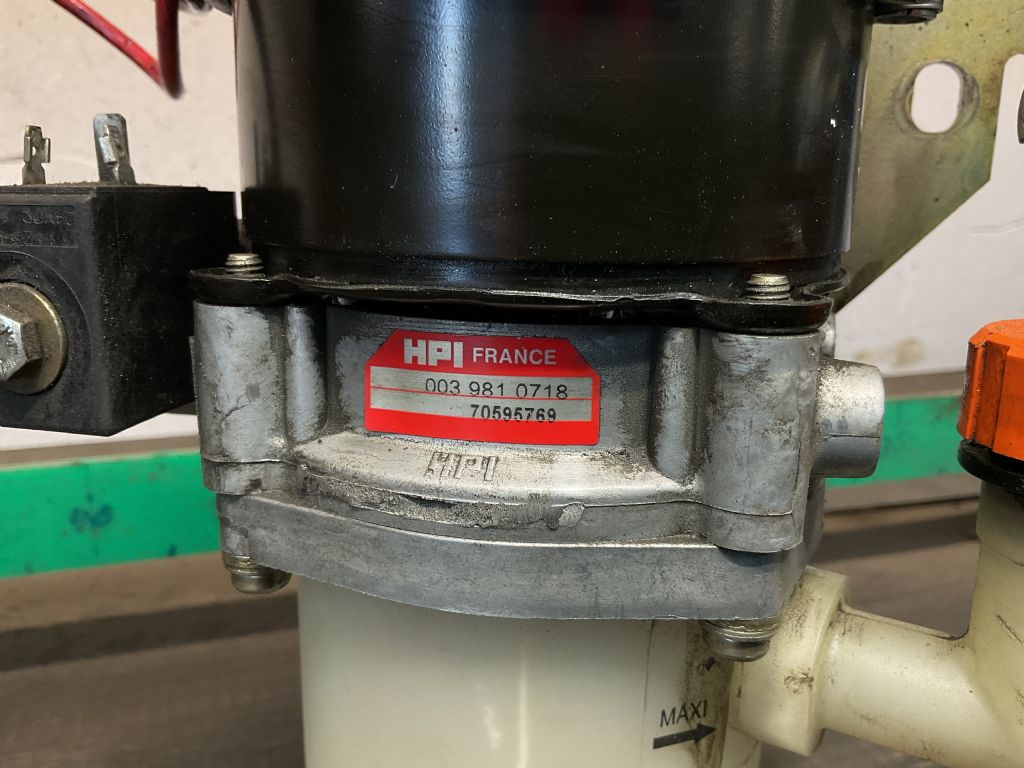 HPI FRANCE
003 981 0718
70595769
HPI
MAXI